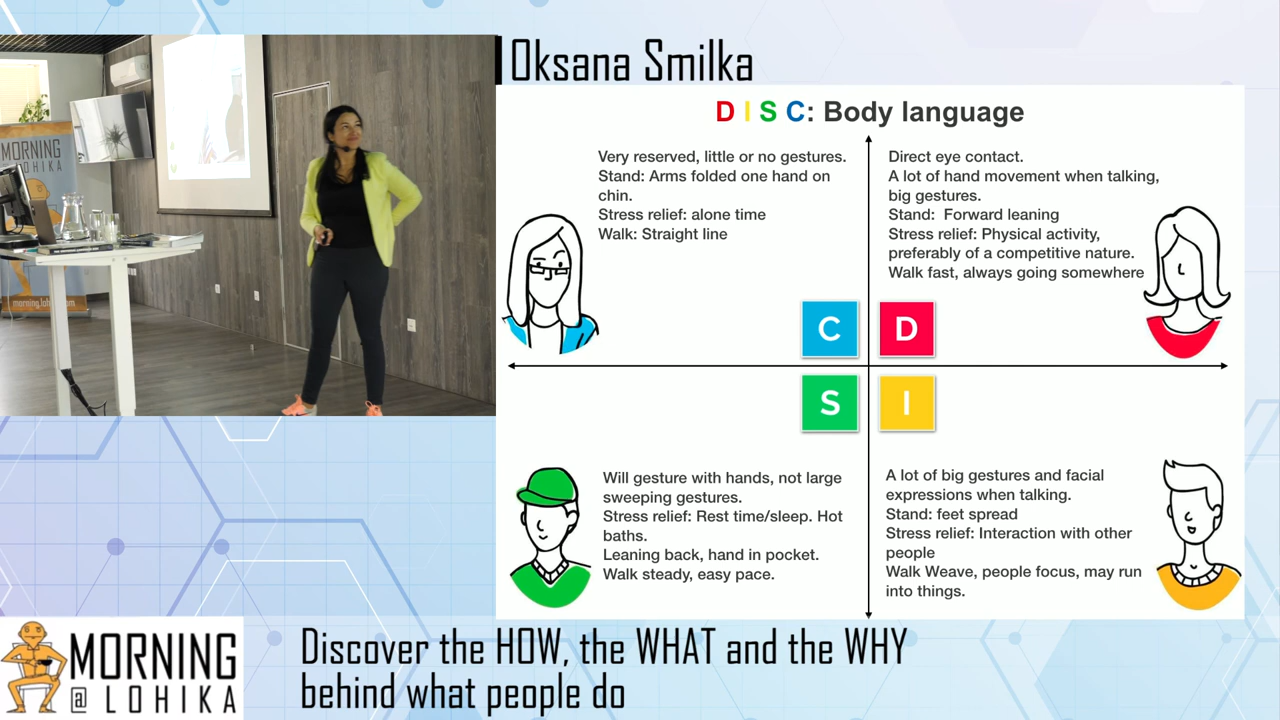 Oksana Smilka
D I S C: Body language
Very reserved, little or no gestures.
Stand: Arms folded one hand on
chin.
Stress relief: alone time
Walk: Straight line
Direct eye contact.
A lot of hand movement when talking,
big gestures.
Stand: Forward leaning
Stress relief: Physical activity,
preferably of a competitive nature.
Walk fast, always going somewhere
C
D
S
I
Will gesture with hands, not large
sweeping gestures.
Stress relief: Rest time/sleep. Hot
baths.
Leaning back, hand in pocket.
Walk steady, easy pace.
A lot of big gestures and facial
expressions when talking.
Stand: feet spread
Stress relief: Interaction with other
people
Walk Weave, people focus, may run
into things.
MORNING
LOHIKA
MORNING
@ LOHIKA
Discover the HOW, the WHAT and the WHY
behind what people do